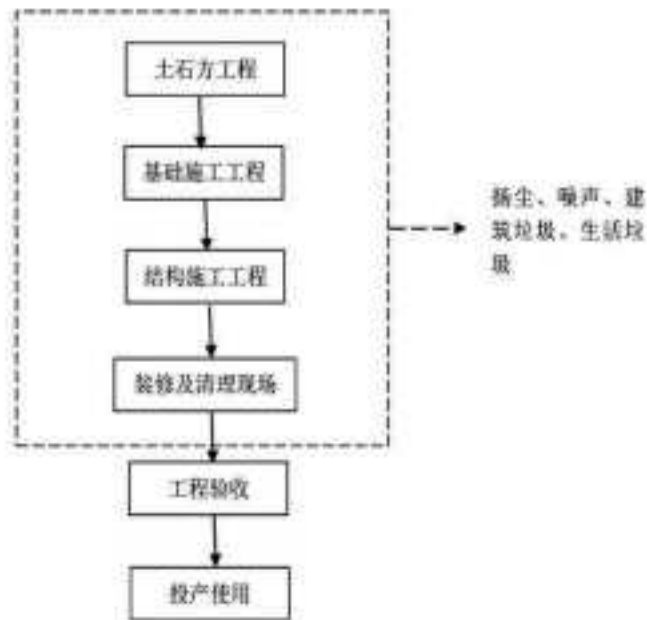 土石方工程
基础施工工程
结构施工工程
装修及清理现场
工程验收
投产使用
扬尘、噪声、建
筑垃圾、生活垃
圾